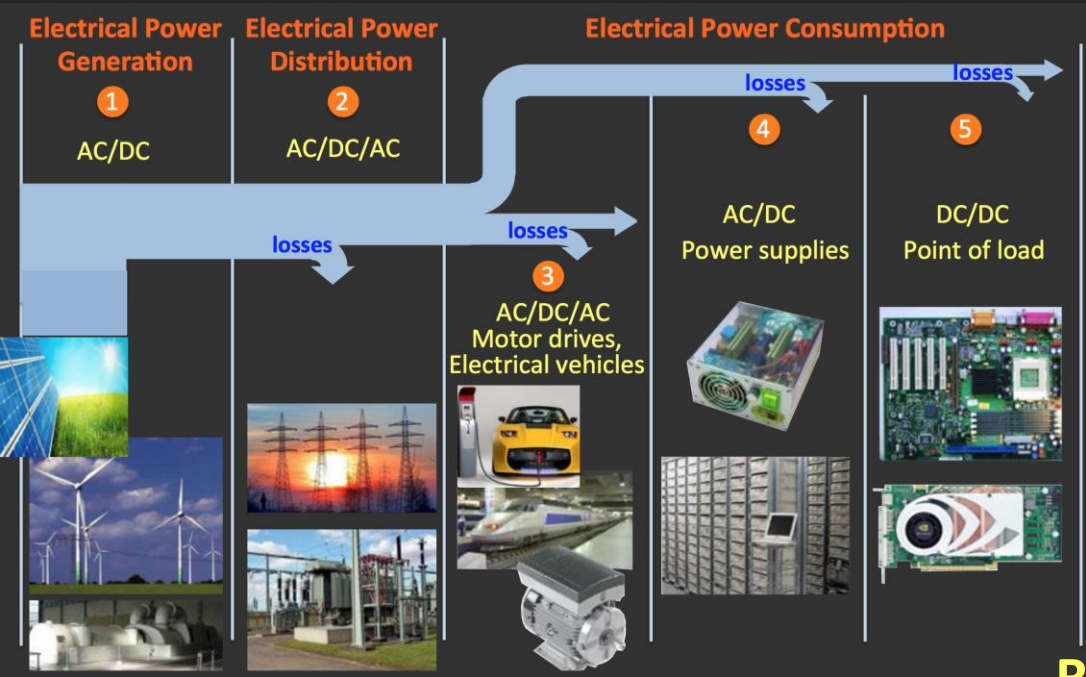 Electrical Power
Generation
1
AC/DC
Electrical Power
Distribution
2
AC/DC/AC
losses
Electrical Power Consumption
losses
losses
losses
3
AC/DC/AC
Motor drives,
Electrical vehicles
4
AC/DC
Power supplies
5
DC/DC
Point of load